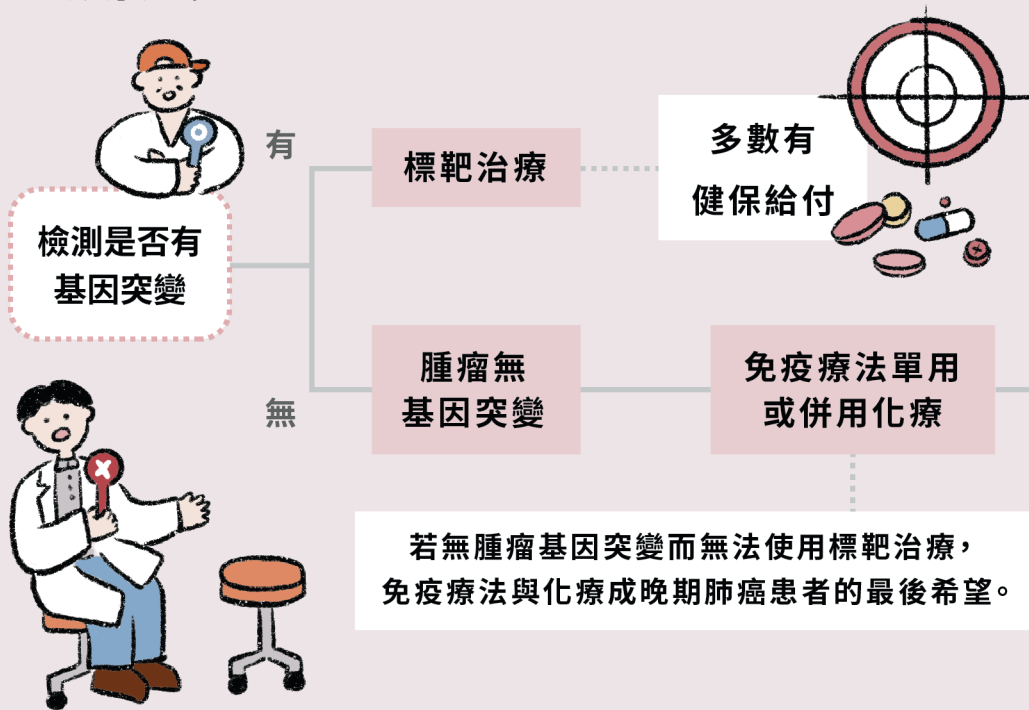 有
標靶治療
多數有
健保給付
檢測是否有
基因突變
無
腫瘤無
基因突變
免疫療法單用
或併用化療
若無腫瘤基因突變而無法使用標靶治療，
免疫療法與化療成晚期肺癌患者的最後希望。